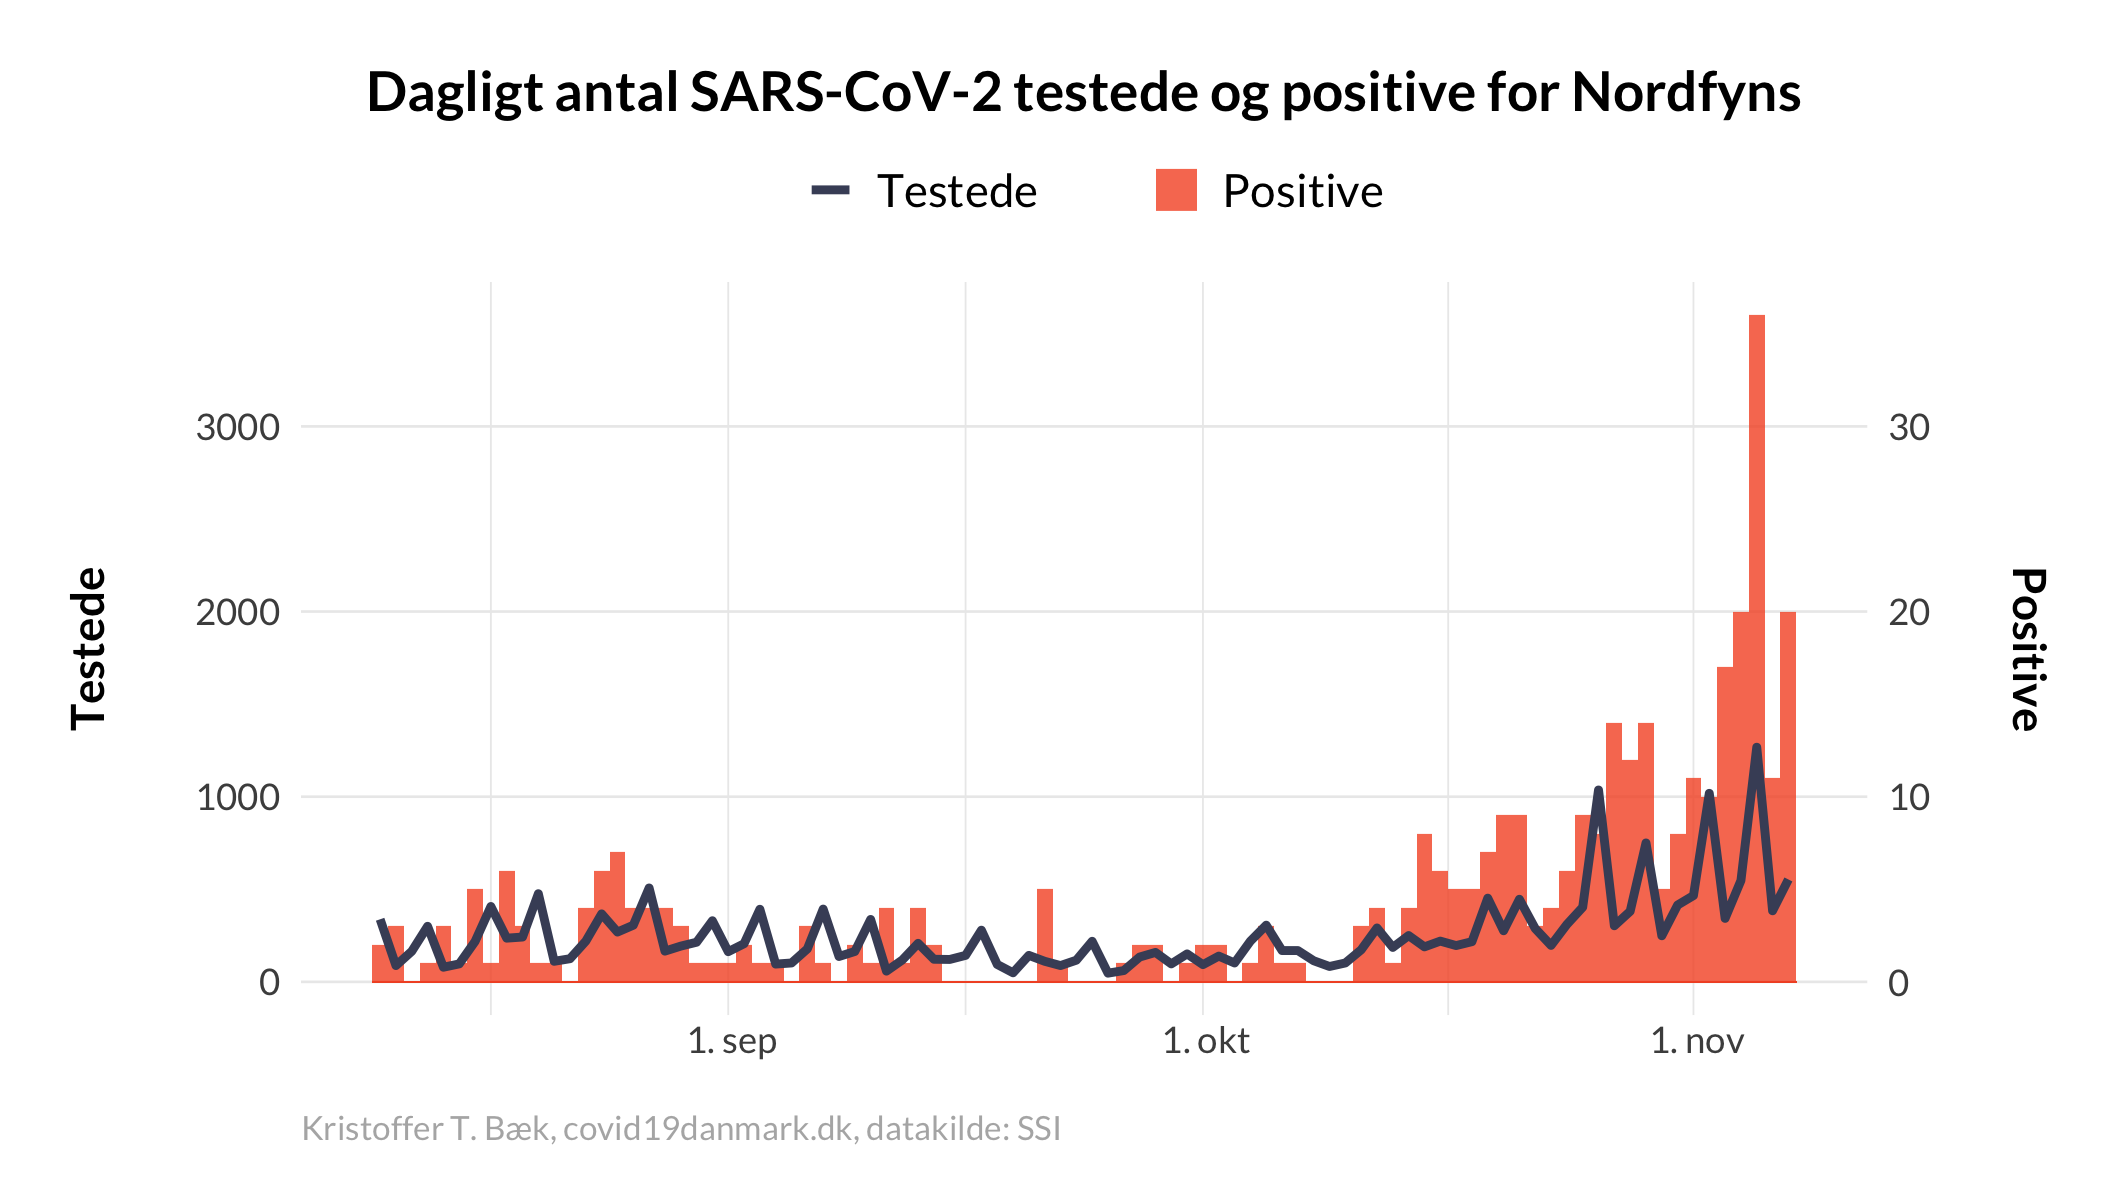 Dagligt antal SARS-CoV-2 testede og positive for Nordfyns
Testede
Positive
3000
2000
1000
0
30
20
10
0
Testede
Positive
1. sep
1. okt
1. nov
Kristoffer T. Bæk, covid19danmark.dk, datakilde: SSI